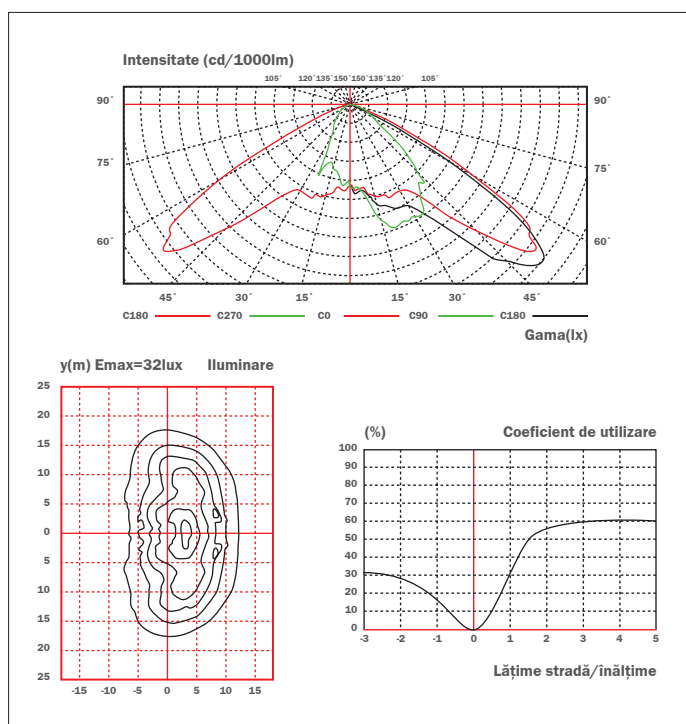 Intensitate (cd/1000lm)
105° 120°135°150°150°135°120° 105°
90° 90°
75° 75°
60° 60°
45° 30° 15° 15° 30° 45°
C180 C270 C0 C90 C180
Gama(lx)
y(m) Emax=32lux Iluminare
25
20
15
10
5
0
5
10
15
20
25
-15 -10 -5 0 5 10 15
(%) Coeficient de utilizare
100
90
80
70
60
50
40
30
20
10
0
-3 -2 -1 0 1 2 3 4 5
Lățime stradă/înălțime